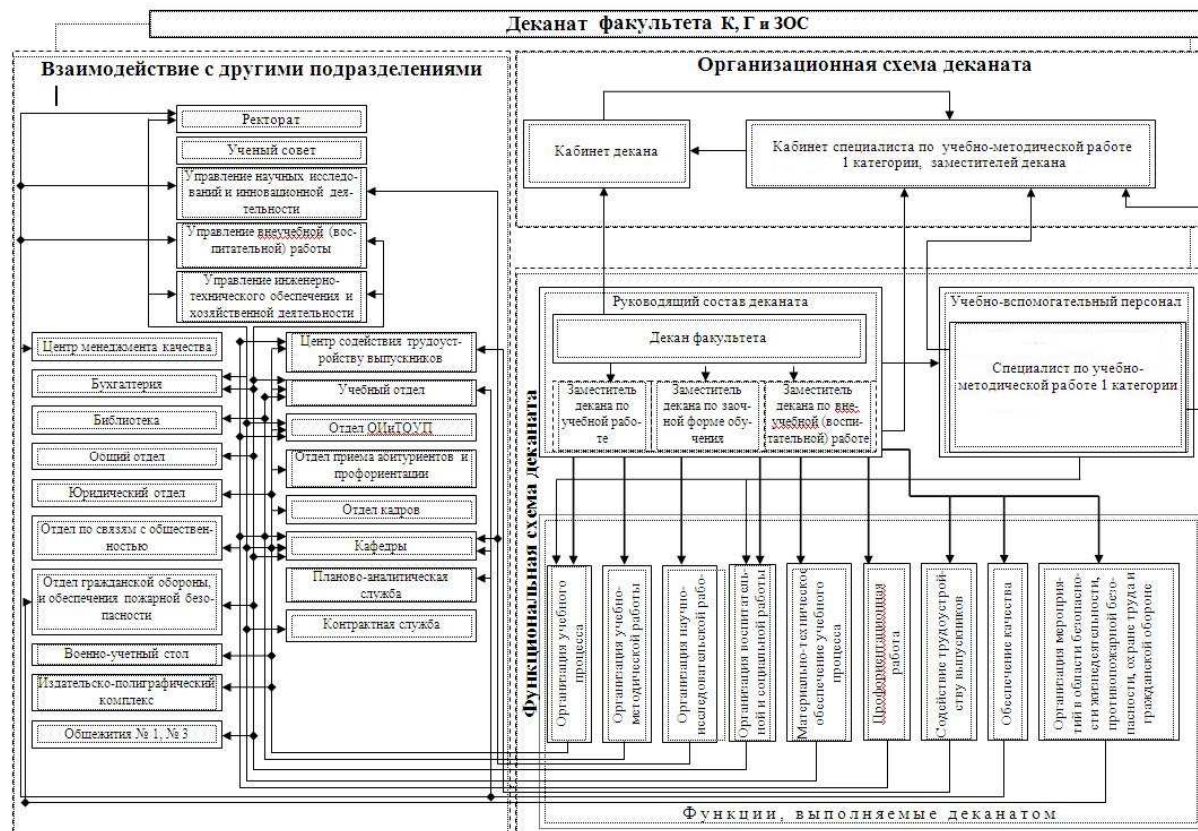 Деканат факультета К, Г и ЗОС
Взаимодействие с другими подразделениями
Ректорат
Ученый совет
Управление научных исследо-
ваний и инновационной дея-
тельности
Управление внеучебной (вос-
питательной) работы
Управление инженерно-
технического обеспечения и
хозяйственной деятельности
Центр менеджмента качества
Бухгалтерия
Библиотека
Общий отдел
Юридический отдел
Отдел по связям с обществен-
ностью
Отдел гражданской обороны,
и обеспечения пожарной безо-
пасности
Военно-учетный стол
Издательско-полиграфический
комплекс
Общежития № 1, № 3
Центр содействия трудоуст-
ройству выпускников
Учебный отдел
Отдел ОИиТОУП
Отдел приема абитуриентов и
профориентации
Отдел кадров
Кафедры
Планово-аналитическая
служба
Контрактная служба
Организационная схема деканата
Кабинет декана
Кабинет специалиста по учебно-методической работе
1 категории, заместителей декана
Функциональная схема деканата
Руководящий состав деканата
Декан факультета
Заместитель
декана по
учебной рабо-
те
Заместитель
декана по заоч-
ной форме обу-
чения
Заместитель
декана по вне-
учебной (воспи-
тательной) работе
Учебно-вспомогательный персонал
Специалист по учебно-
методической работе 1 категории
Организация учебного
процесса
Организация учебно-
методической работы
Организация научно-
исследовательской рабо-
Организация воспитатель-
ной и социальной работы
Материально-техническое
обеспечение учебного
процесса
Профориентационная
работа
Содействие трудоустрой-
ству выпускников
Обеспечение качества
Организация мероприя-
тий в области безопасно-
сти жизнедеятельности,
противопожарной безо-
пасности, охране труда и
гражданской обороне
Функции, выполняемые деканатом